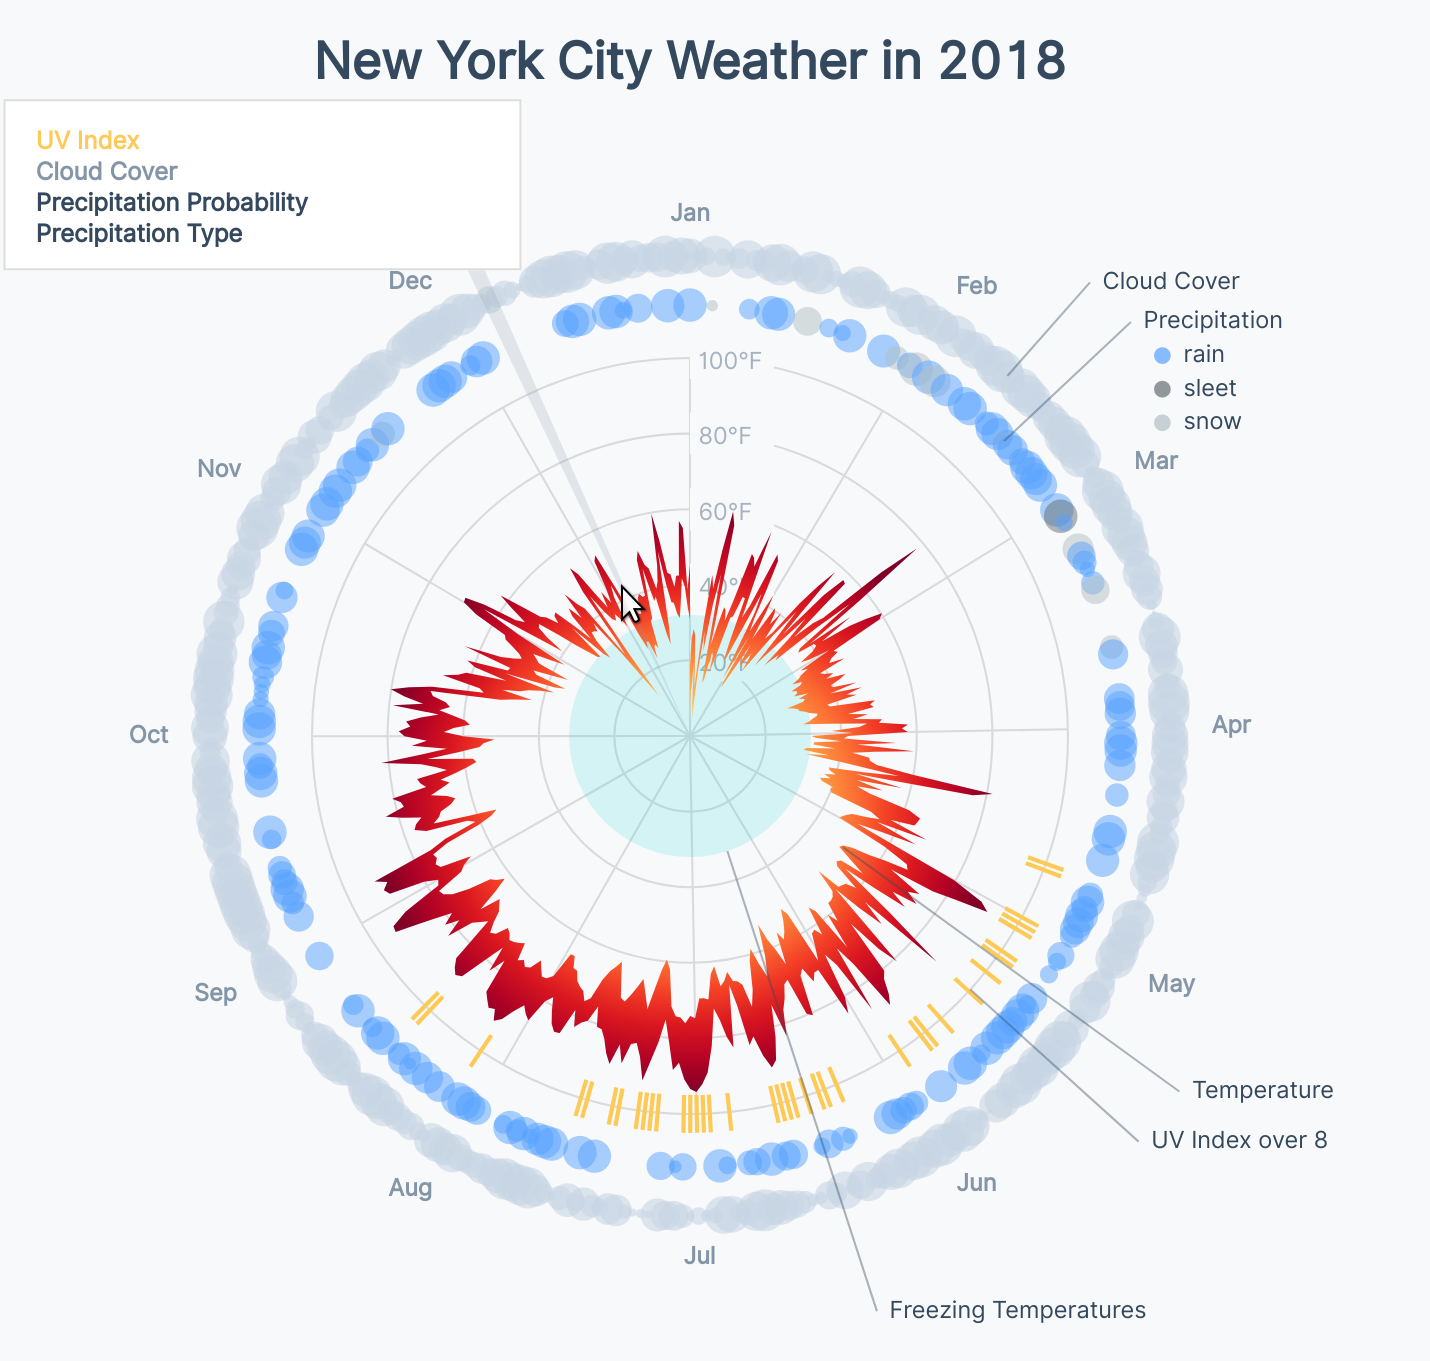 New York City Weather in 2018
UV Index
Cloud Cover
Precipitation Probability
Precipitation Type
Jan
Dec
Feb
Cloud Cover
Precipitation
rain
sleet
snow
100°F
80°F
60°F
40°
20°F
Nov
Mar
Oct
Apr
Sep
May
Temperature
UV Index over 8
Aug
Jun
Jul
Freezing Temperatures